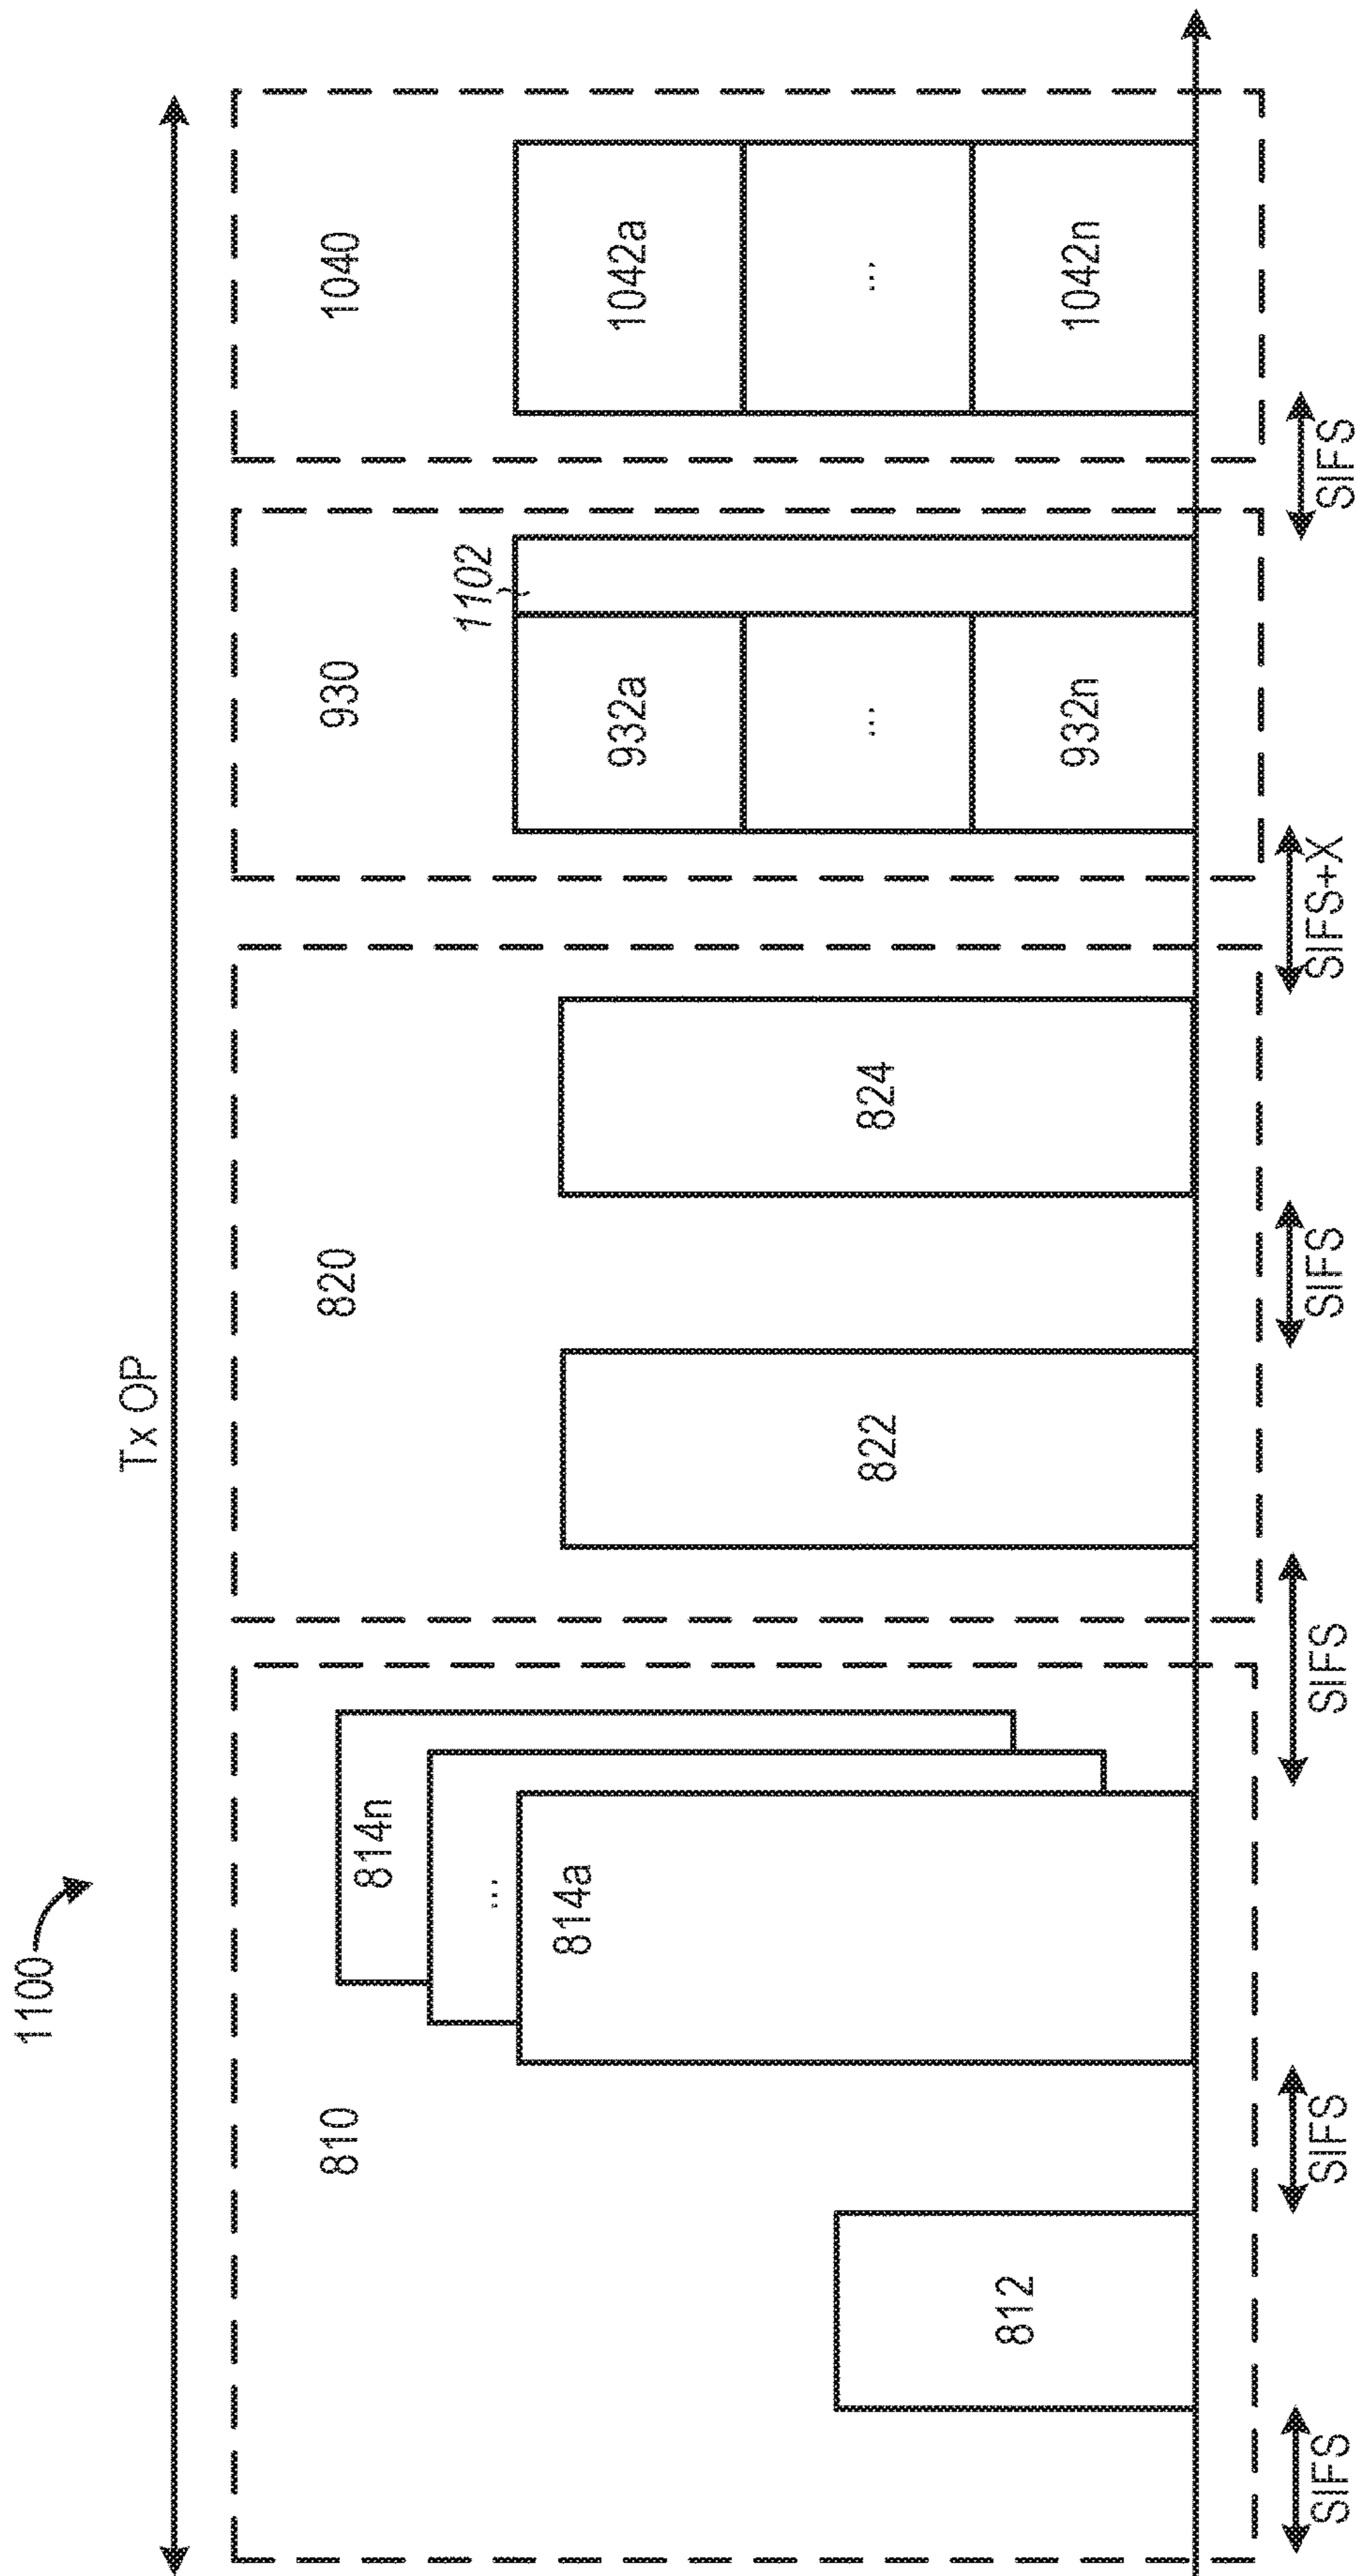 1100
Tx OP
810
820
930
1040
812
814a
...
814n
822
824
932a
...
932n
1102
1042a
...
1042n
SIFS
SIFS
SIFS
SIFS
SIFS+X
SIFS